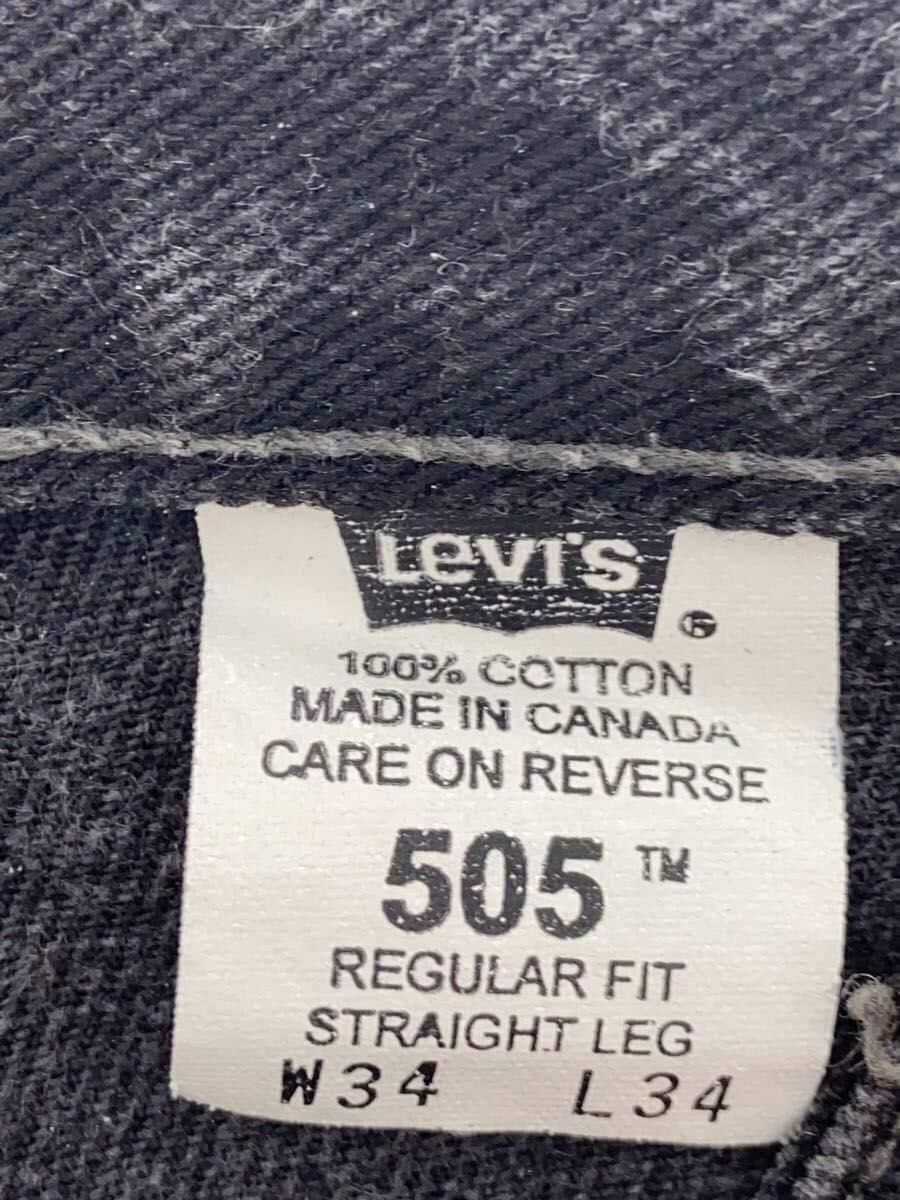 Levi's ®
100% COTTON
MADE IN CANADA
CARE ON REVERSE
505 ™
REGULAR FIT
STRAIGHT LEG
W34 L34